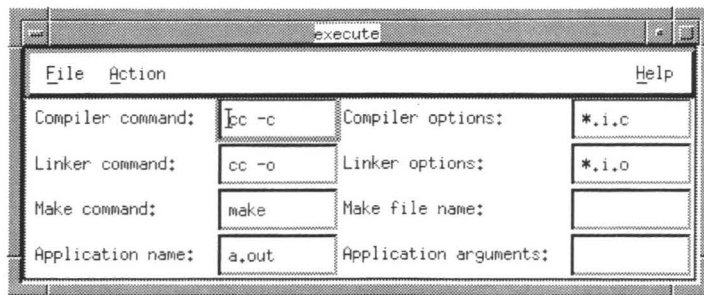 execute
File Action Help
Compiler command: cc -c Compiler options: *.i.c
Linker command: cc -o Linker options: *.i.o
Make command: make Make file name:
Application name: a.out Application arguments: